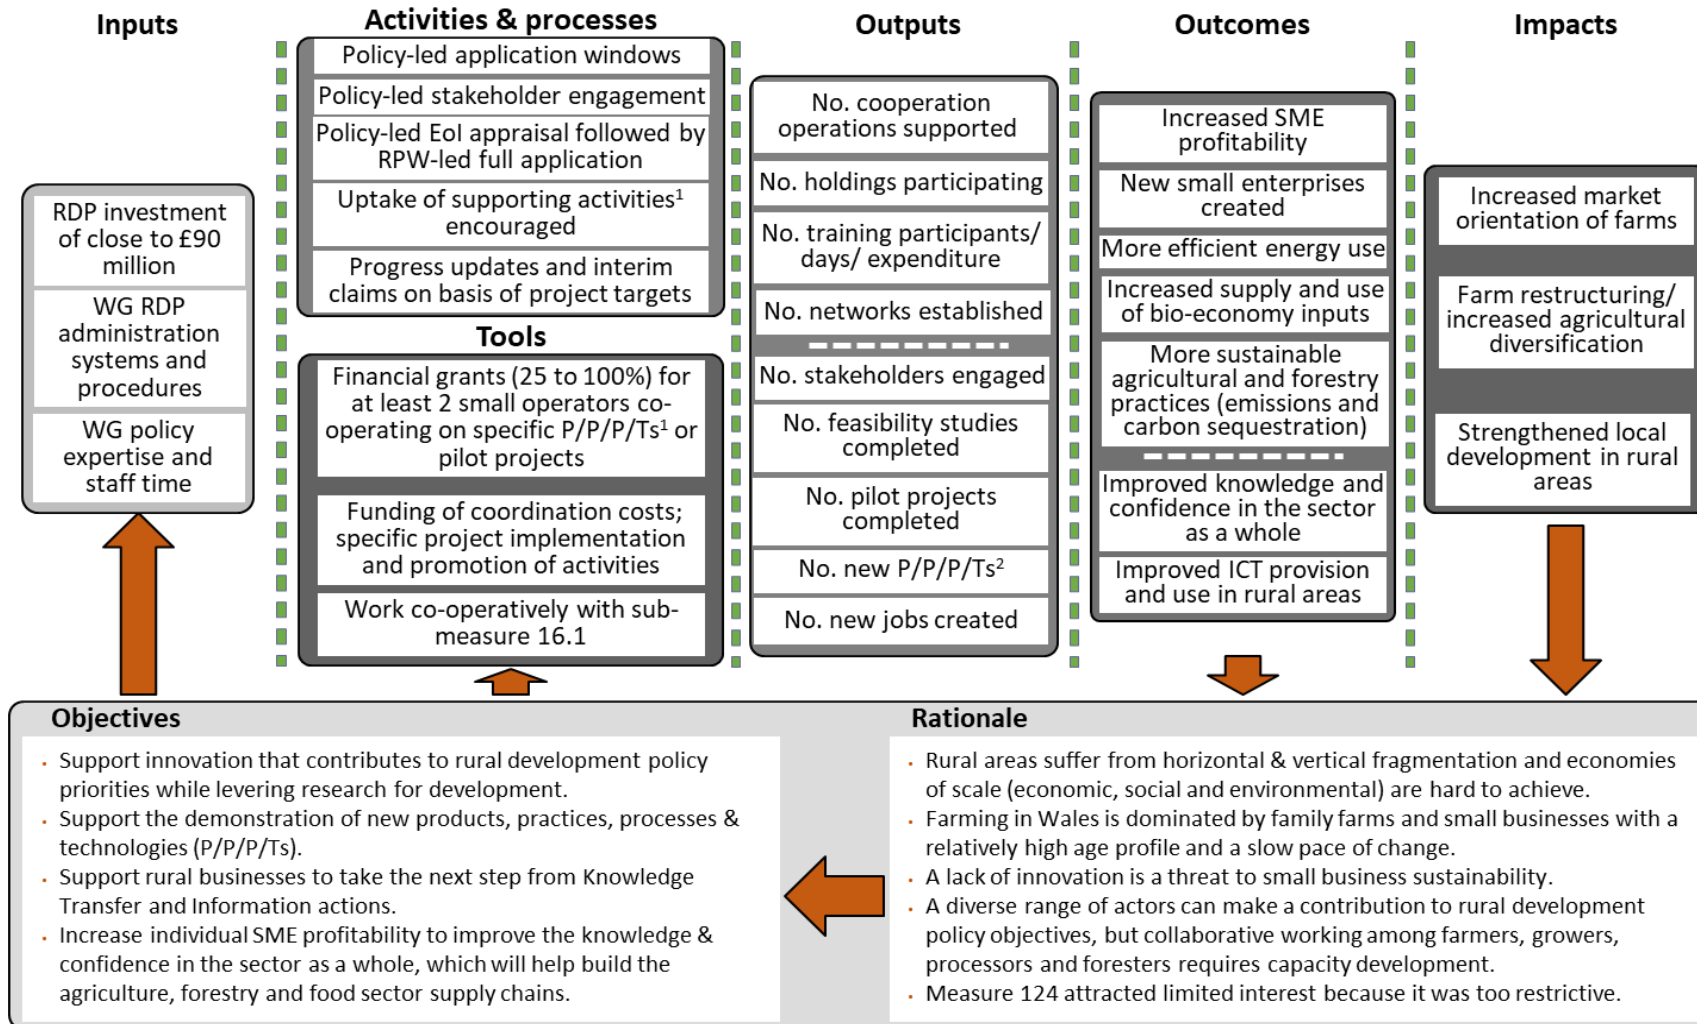 Inputs
RDP investment
of close to £90
million
WG RDP
administration
systems and
procedures
WG policy
expertise and
staff time
Activities & processes
Policy-led application windows
Policy-led stakeholder engagement
Policy-led EoI appraisal followed by
RPW-led full application
Uptake of supporting activities¹
encouraged
Progress updates and interim
claims on basis of project targets
Tools
Financial grants (25 to 100%) for
at least 2 small operators co-
operating on specific P/P/P/Ts¹ or
pilot projects
Funding of coordination costs;
specific project implementation
and promotion of activities
Work co-operatively with sub-
measure 16.1
Outputs
No. cooperation
operations supported
No. holdings participating
No. training participants/
days/ expenditure
No. networks established
No. stakeholders engaged
No. feasibility studies
completed
No. pilot projects
completed
No. new P/P/P/Ts²
No. new jobs created
Outcomes
Increased SME
profitability
New small enterprises
created
More efficient energy use
Increased supply and use
of bio-economy inputs
More sustainable
agricultural and forestry
practices (emissions and
carbon sequestration)
Improved knowledge and
confidence in the sector
as a whole
Improved ICT provision
and use in rural areas
Impacts
Increased market
orientation of farms
Farm restructuring/
increased agricultural
diversification
Strengthened local
development in rural
areas
Objectives
• Support innovation that contributes to rural development policy
priorities while levering research for development.
• Support the demonstration of new products, practices, processes &
technologies (P/P/P/Ts).
• Support rural businesses to take the next step from Knowledge
Transfer and Information actions.
• Increase individual SME profitability to improve the knowledge &
confidence in the sector as a whole, which will help build the
agriculture, forestry and food sector supply chains.
Rationale
• Rural areas suffer from horizontal & vertical fragmentation and economies
of scale (economic, social and environmental) are hard to achieve.
• Farming in Wales is dominated by family farms and small businesses with a
relatively high age profile and a slow pace of change.
• A lack of innovation is a threat to small business sustainability.
• A diverse range of actors can make a contribution to rural development
policy objectives, but collaborative working among farmers, growers,
processors and foresters requires capacity development.
• Measure 124 attracted limited interest because it was too restrictive.